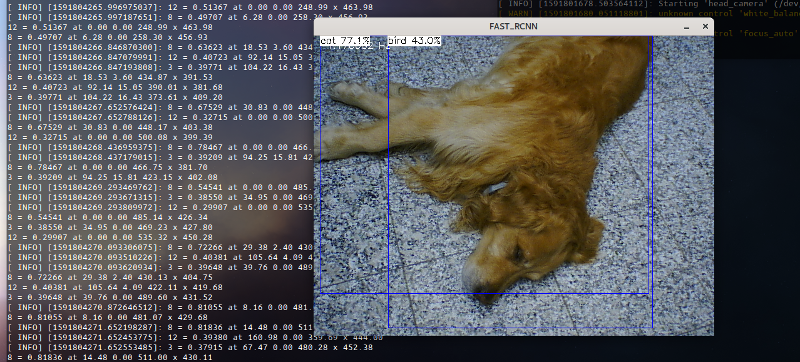 [ INFO] [1591804265.996975037]: 12 = 0.51367 at 0.00 0.00 248.99 x 463.98
[ INFO] [1591804265.997187651]: 8 = 0.49707 at 6.28 0.00 258.30 x 456.93
12 = 0.51367 at 0.00 0.00 248.99 x 463.98
8 = 0.49707 at 6.28 0.00 258.30 x 456.93
[ INFO] [1591804266.846870300]: 8 = 0.63623 at 18.53 3.60 434
[ INFO] [1591804266.847079991]: 12 = 0.40723 at 92.14 15.05 3
[ INFO] [1591804266.847193808]: 3 = 0.39771 at 104.22 16.43 3
8 = 0.63623 at 18.53 3.60 434.87 x 391.53
12 = 0.40723 at 92.14 15.05 390.01 x 381.68
3 = 0.39771 at 104.22 16.43 373.61 x 409.20
[ INFO] [1591804267.652576424]: 8 = 0.67529 at 30.83 0.00 448
[ INFO] [1591804267.652788126]: 12 = 0.32715 at 0.00 0.00 500
8 = 0.67529 at 30.83 0.00 448.17 x 403.38
12 = 0.32715 at 0.00 0.00 500.08 x 399.39
[ INFO] [1591804268.436959375]: 8 = 0.78467 at 0.00 0.00 466.
[ INFO] [1591804268.437179015]: 3 = 0.39209 at 94.25 15.81 42
8 = 0.78467 at 0.00 0.00 466.75 x 381.70
3 = 0.39209 at 94.25 15.81 423.15 x 402.08
[ INFO] [1591804269.293469762]: 8 = 0.54541 at 0.00 0.00 485.
[ INFO] [1591804269.293671315]: 3 = 0.38550 at 34.95 0.00 469
[ INFO] [1591804269.293809972]: 12 = 0.29907 at 0.00 0.00 535
8 = 0.54541 at 0.00 0.00 485.14 x 426.34
3 = 0.38550 at 34.95 0.00 469.23 x 427.80
12 = 0.29907 at 0.00 0.00 535.32 x 450.28
[ INFO] [1591804270.093306075]: 8 = 0.72266 at 29.38 2.40 430
[ INFO] [1591804270.093510226]: 12 = 0.40381 at 105.64 4.09 4
[ INFO] [1591804270.093620934]: 3 = 0.39648 at 39.76 0.00 489
8 = 0.72266 at 29.38 2.40 430.13 x 404.75
12 = 0.40381 at 105.64 4.09 422.11 x 419.68
3 = 0.39648 at 39.76 0.00 489.60 x 431.52
[ INFO] [1591804270.872646512]: 8 = 0.81055 at 8.16 0.00 481.
8 = 0.81055 at 8.16 0.00 481.07 x 429.68
[ INFO] [1591804271.652198287]: 8 = 0.81836 at 14.48 0.00 511
[ INFO] [1591804271.652453775]: 12 = 0.39380 at 160.98 0.00 359.69 x 444.00
[ INFO] [1591804271.652553485]: 3 = 0.37915 at 67.47 0.00 480.28 x 452.38
8 = 0.81836 at 14.48 0.00 511.00 x 430.11
[ INFO] [1591801678.503564112]: Starting 'head_camera' (/dev/
[ WARN] [1591801680.051110801]: unknown control 'white_balan
unknown control 'focus_auto'
FAST_RCNN
cat 77.1%
bird 43.0%